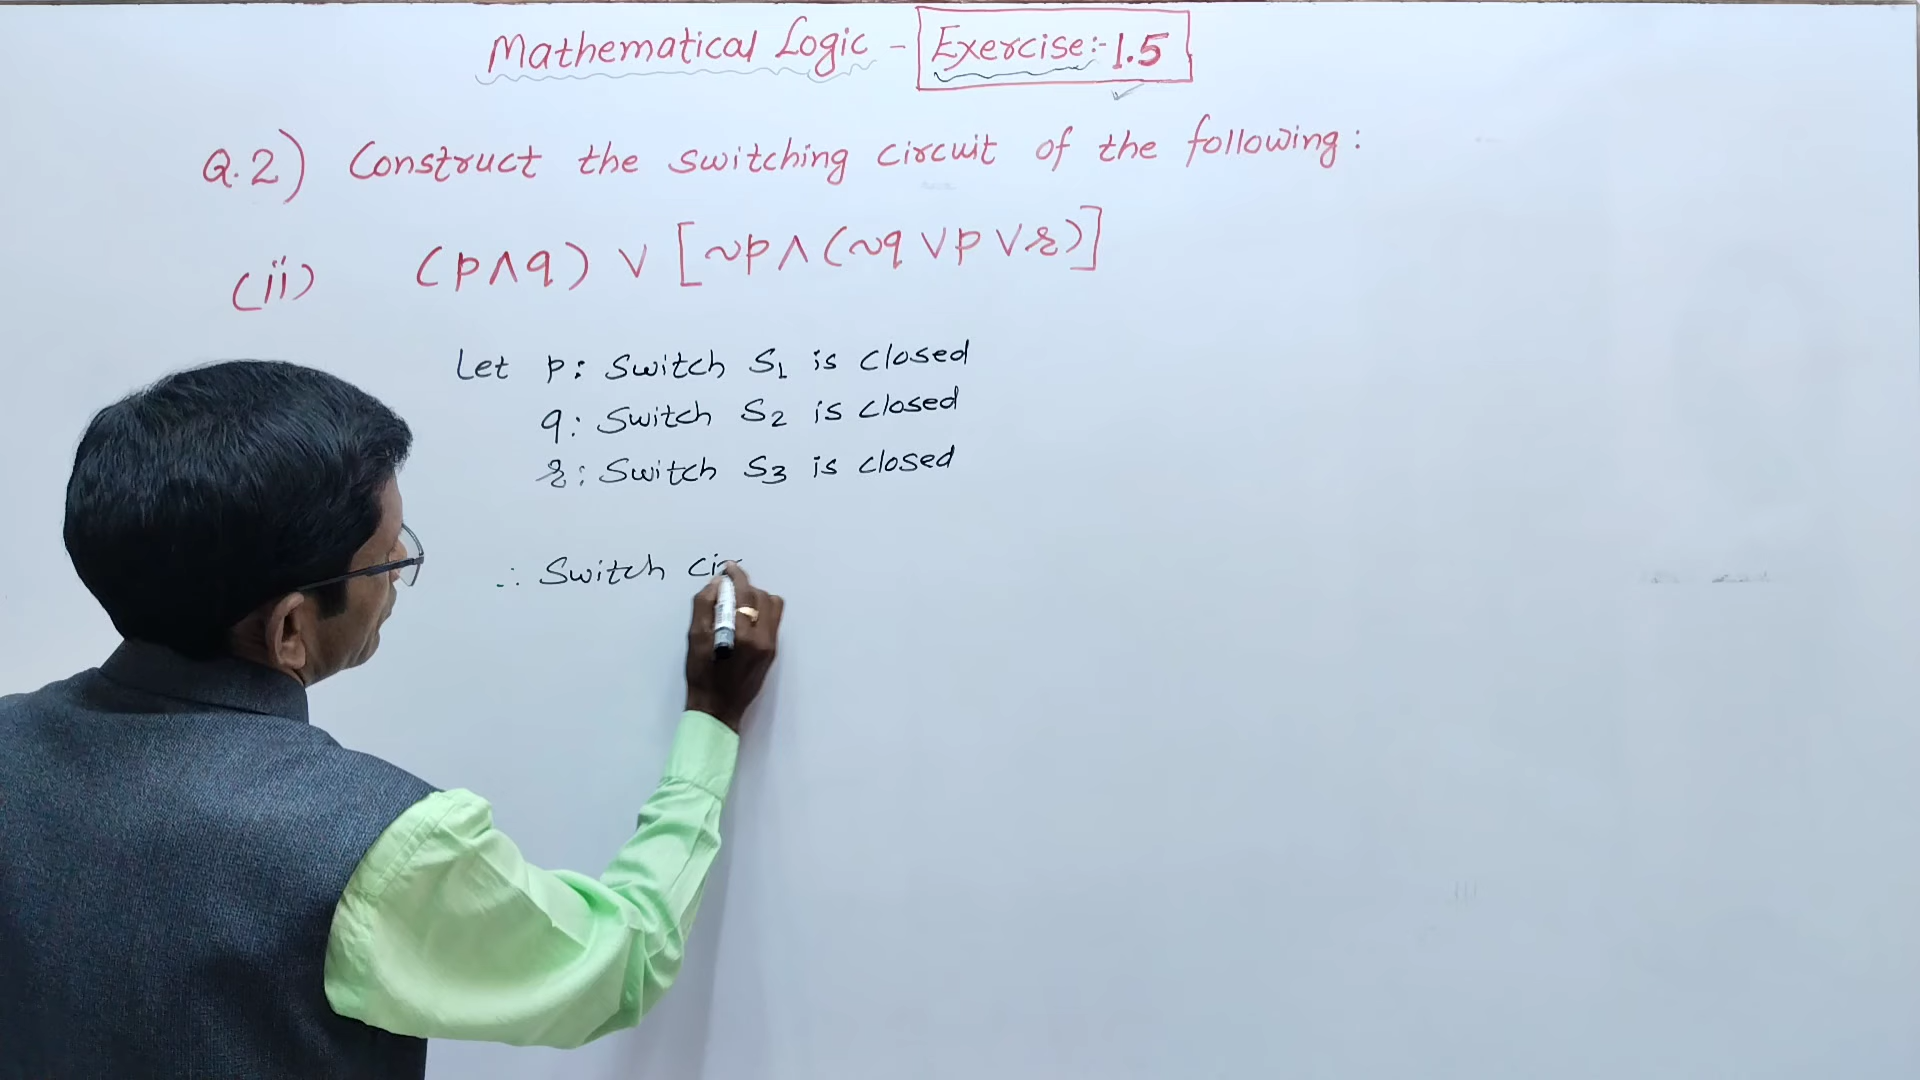 Mathematical Logic - Exercise:- 1.5
Q.2) Construct the switching circuit of the following:
(ii) (p∧q) ∨ [~p∧(~q∨p∨r)]
Let p: Switch S₁ is closed
q: Switch S₂ is closed
r: Switch S₃ is closed
∴ Switch cir